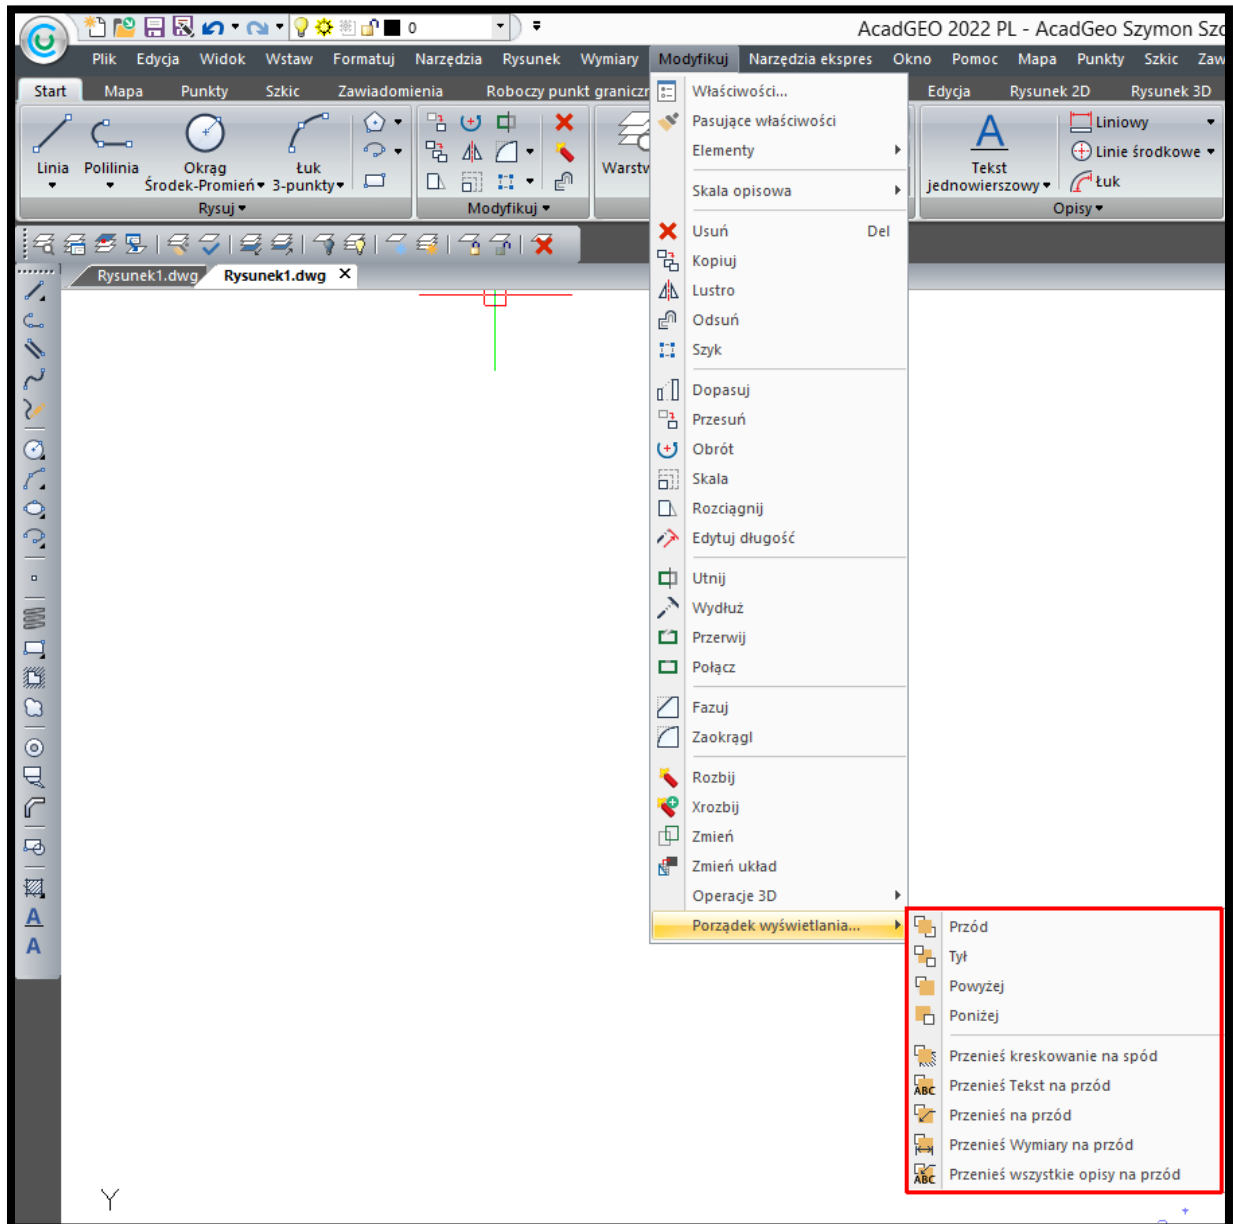 0
AcadGEO 2022 PL - AcadGeo Szymon Szc
Plik Edycja Widok Wstaw Formatuj Narzędzia Rysunek Wymiary Modyfikuj Narzędzia ekspres Okno Pomoc Mapa Punkty Szkic Zaw
Start Mapa Punkty Szkic Zawiadomienia Roboczy punkt graniczn Edycja Rysunek 2D Rysunek 3D
Linia Polilinia Okrąg Środek-Promień Łuk 3-punkty
Rysuj
Modyfikuj
Warstw
A
Tekst jednowierszowy
Liniowy
Linie środkowe
Łuk
Opisy
Rysunek1.dwg Rysunek1.dwg X
Właściwości...
Pasujące właściwości
Elementy
Skala opisowa
Usuń Del
Kopiuj
Lustro
Odsuń
Szyk
Dopasuj
Przesuń
Obrót
Skala
Rozciągnij
Edytuj długość
Utnij
Wydłuż
Przerwij
Połącz
Fazuj
Zaokrągl
Rozbij
Xrozbij
Zmień
Zmień układ
Operacje 3D
Porządek wyświetlania...
Przód
Tył
Powyżej
Poniżej
Przenieś kreskowanie na spód
ABC Przenieś Tekst na przód
Przenieś na przód
Przenieś Wymiary na przód
ABC Przenieś wszystkie opisy na przód
A
A
Y